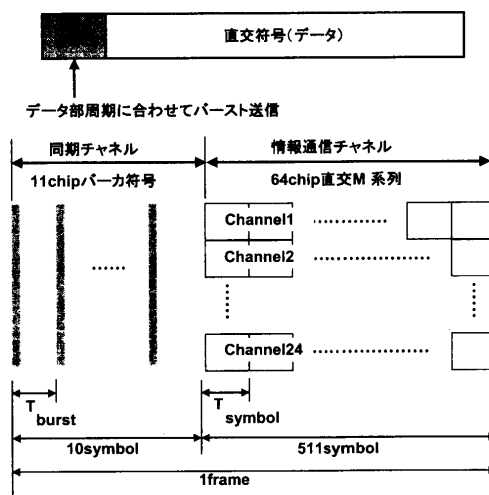 直交符号(データ)
データ部周期に合わせてバースト送信
同期チャネル
情報通信チャネル
11chipバーカ符号
64chip直交M 系列
Channel1
Channel2
Channel24
T burst
T symbol
10symbol
511symbol
1frame